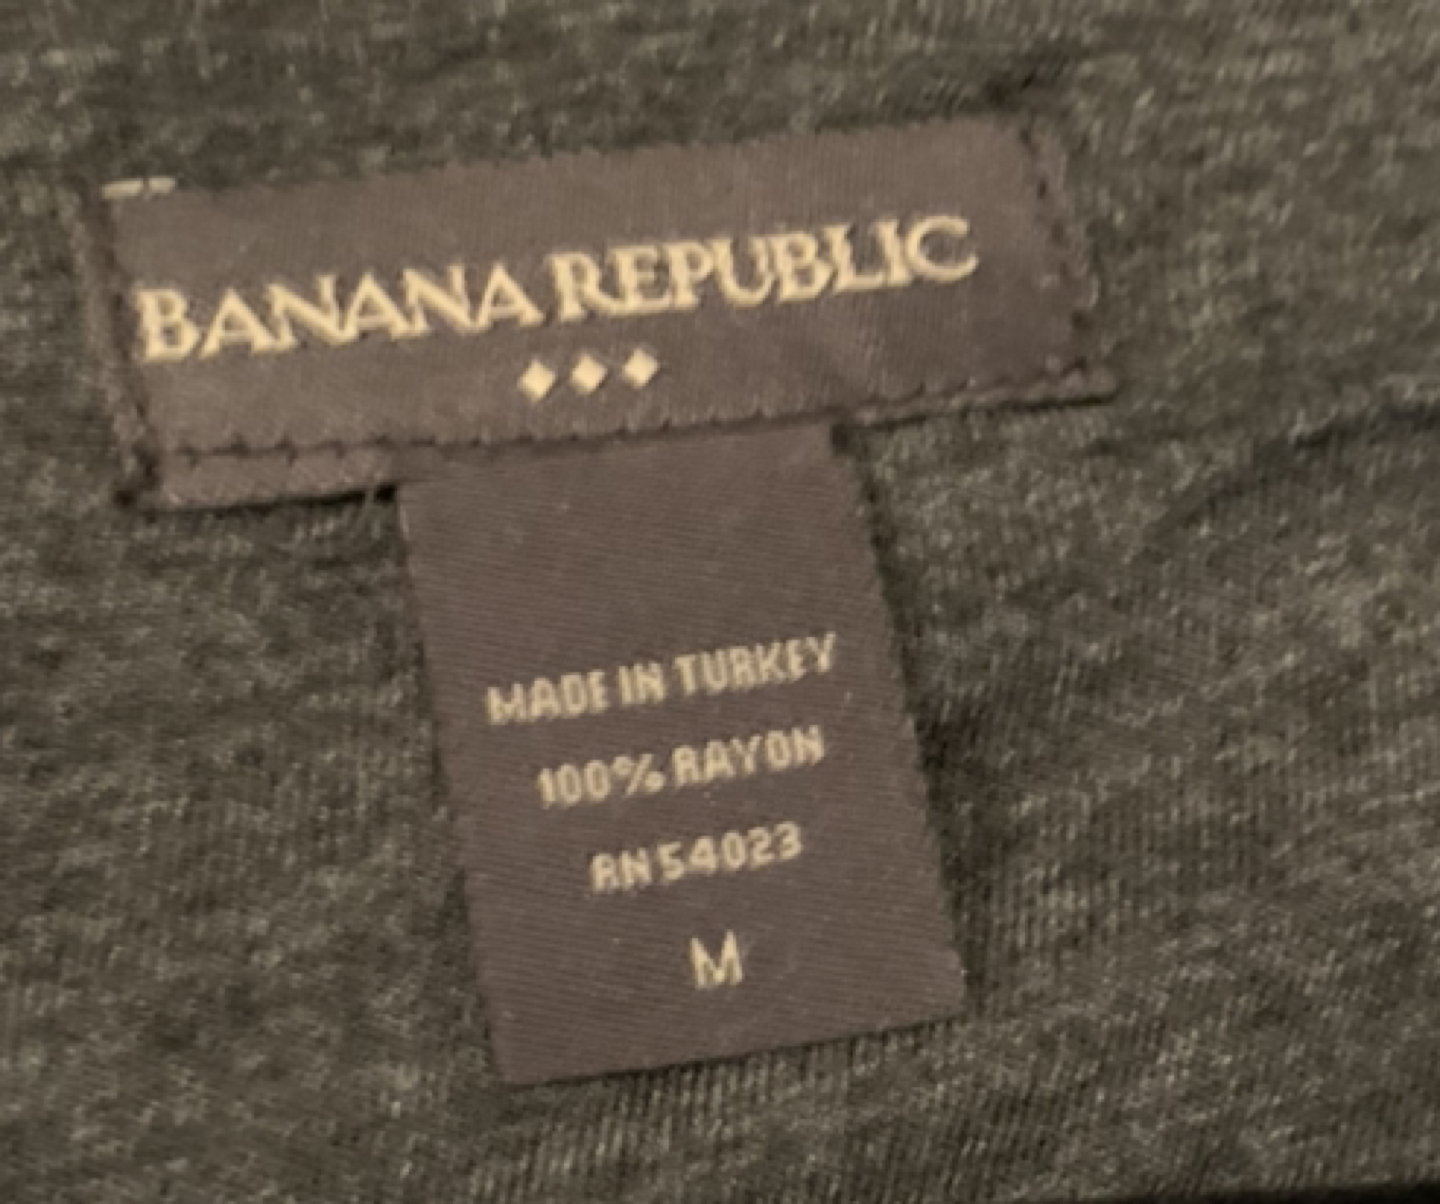 BANANA REPUBLIC
MADE IN TURKEY
100% RAYON
RN 54023
M